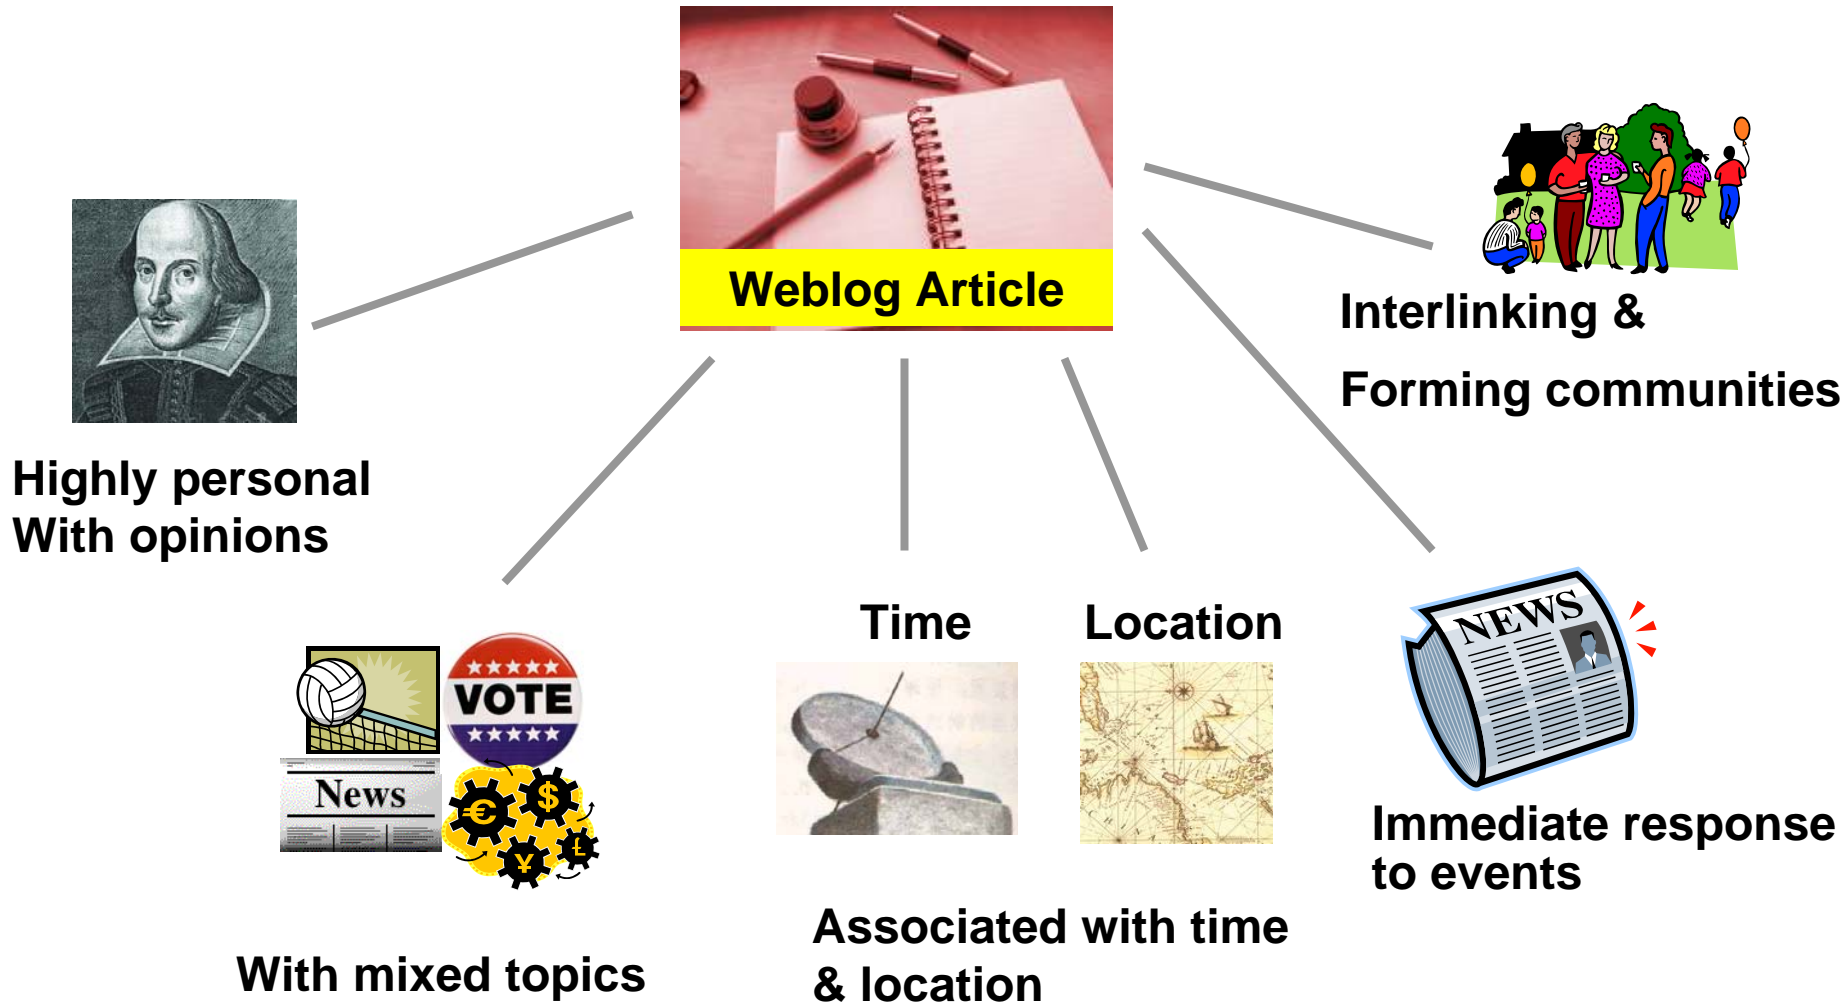 Weblog Article
Interlinking &
Forming communities
Highly personal
With opinions
Time
Location
NEWS
VOTE
News
€
$
¥
£
Immediate response
to events
With mixed topics
Associated with time
& location